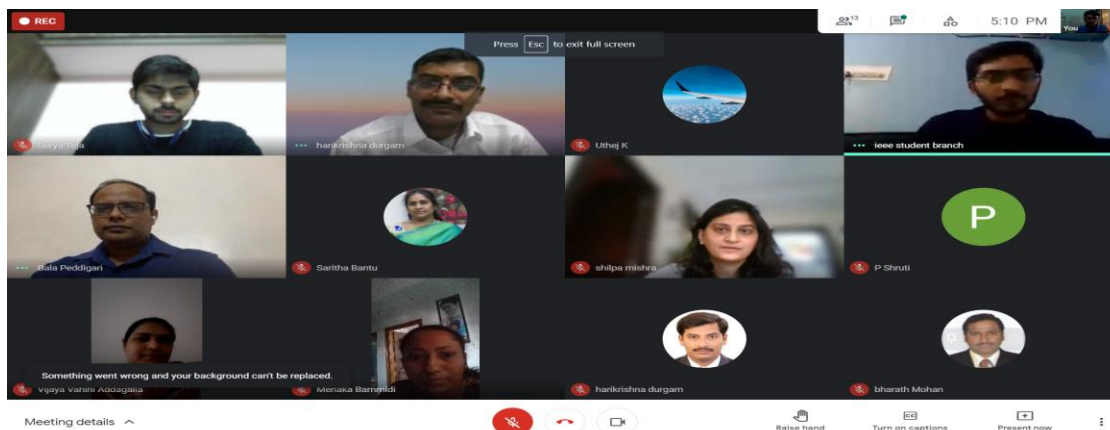 REC
13
5:10 PM
You
Press Esc to exit full screen
Surya Teja
harikrishna durgam
Uthej K
ieee student branch
Bala Peddigari
Saritha Bantu
shilpa mishra
P
P Shruti
Something went wrong and your background can't be replaced.
Vijaya Vahini Addagalla
Menaka Bammidi
harikrishna durgam
bharath Mohan
Meeting details
Raise hand
CC
Turn on captions
Present now